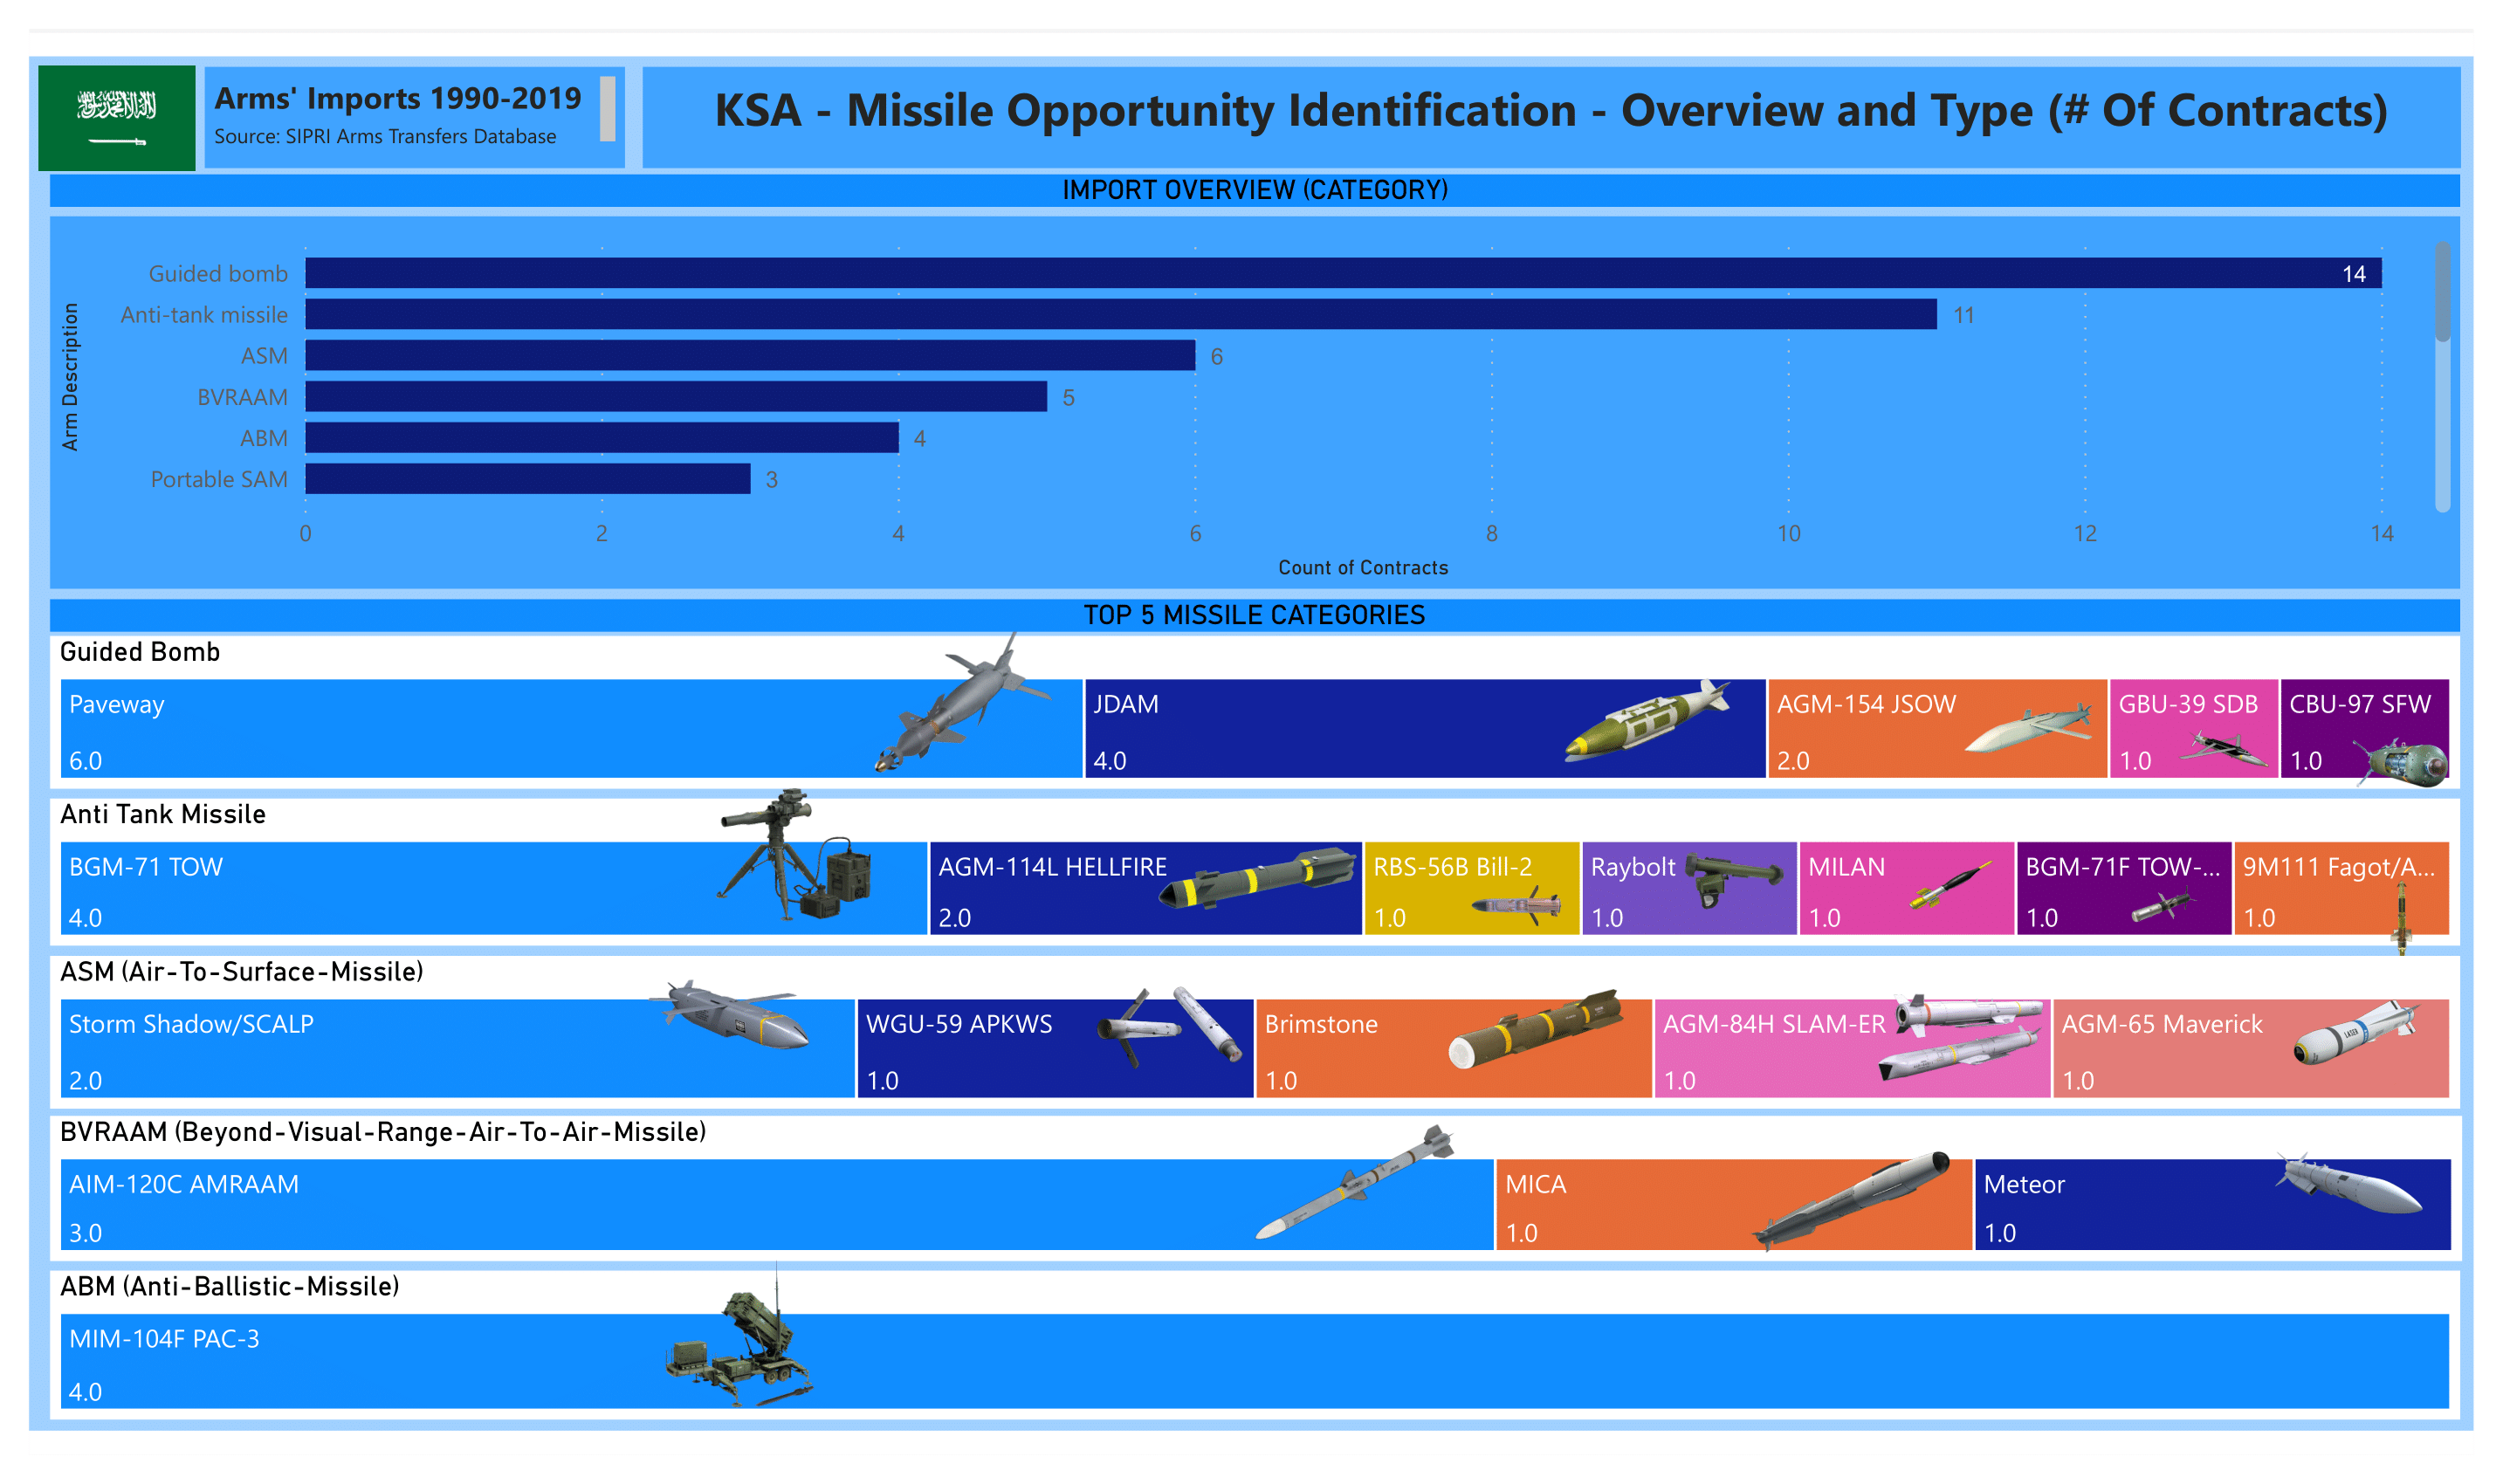 Arms' Imports 1990-2019
Source: SIPRI Arms Transfers Database
KSA - Missile Opportunity Identification - Overview and Type (# Of Contracts)
IMPORT OVERVIEW (CATEGORY)
Arm Description
Guided bomb 14
Anti-tank missile 11
ASM 6
BVRAAM 5
ABM 4
Portable SAM 3
0 2 4 6 8 10 12 14
Count of Contracts
TOP 5 MISSILE CATEGORIES
Guided Bomb
Paveway JDAM AGM-154 JSOW GBU-39 SDB CBU-97 SFW
6.0 4.0 2.0 1.0 1.0
Anti Tank Missile
BGM-71 TOW AGM-114L HELLFIRE RBS-56B Bill-2 Raybolt MILAN BGM-71F TOW-... 9M111 Fagot/A...
4.0 2.0 1.0 1.0 1.0 1.0 1.0
ASM (Air-To-Surface-Missile)
Storm Shadow/SCALP WGU-59 APKWS Brimstone AGM-84H SLAM-ER AGM-65 Maverick
2.0 1.0 1.0 1.0 1.0
BVRAAM (Beyond-Visual-Range-Air-To-Air-Missile)
AIM-120C AMRAAM MICA Meteor
3.0 1.0 1.0
ABM (Anti-Ballistic-Missile)
MIM-104F PAC-3
4.0